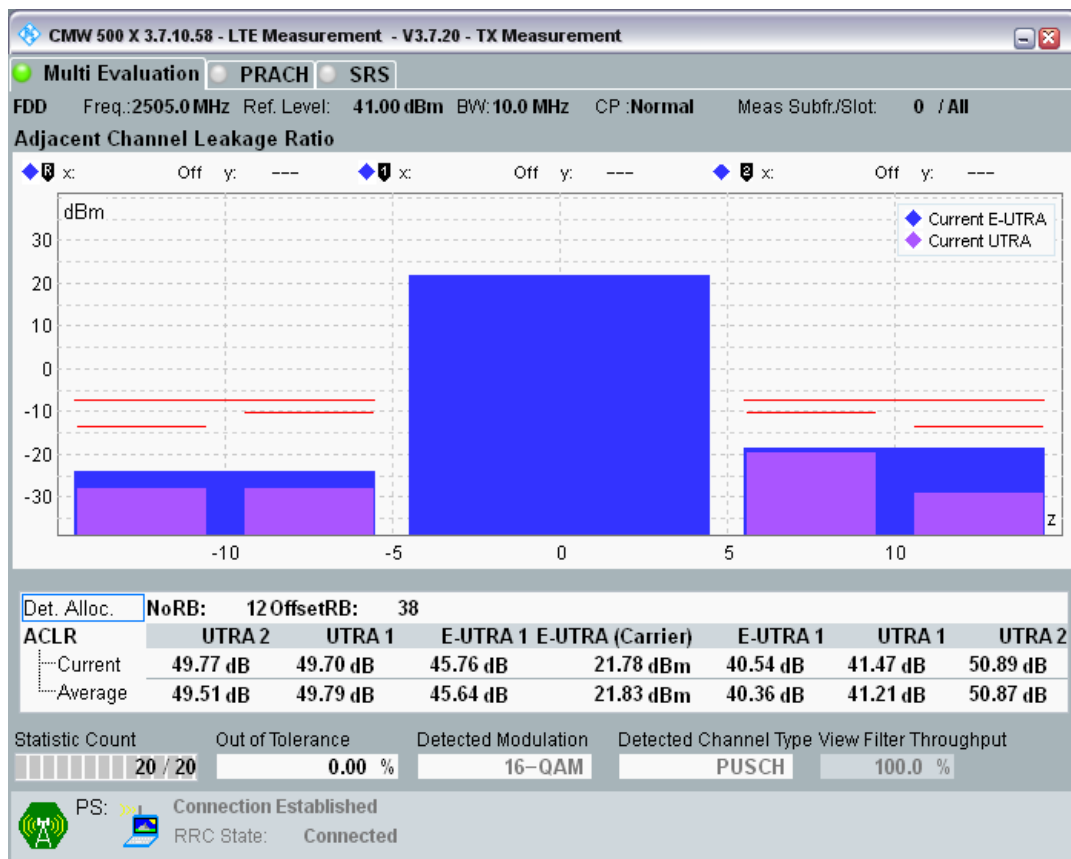 CMW 500 X 3.7.10.58 - LTE Measurement - V3.7.20 - TX Measurement
Multi Evaluation PRACH SRS
FDD Freq.:2505.0 MHz Ref. Level: 41.00 dBm BW: 10.0 MHz CP :Normal Meas Subfr./Slot: 0 / All
Adjacent Channel Leakage Ratio
R x: Off y: --- 1 x: Off y: --- 2 x: Off y: ---
dBm
Current E-UTRA
Current UTRA
30
20
10
0
-10
-20
-30
z
-10 -5 0 5 10
Det. Alloc. NoRB: 12 OffsetRB: 38
ACLR UTRA 2 UTRA 1 E-UTRA 1 E-UTRA (Carrier) E-UTRA 1 UTRA 1 UTRA 2
Current 49.77 dB 49.70 dB 45.76 dB 21.78 dBm 40.54 dB 41.47 dB 50.89 dB
Average 49.51 dB 49.79 dB 45.64 dB 21.83 dBm 40.36 dB 41.21 dB 50.87 dB
Statistic Count Out of Tolerance Detected Modulation Detected Channel Type View Filter Throughput
20 / 20 0.00 % 16-QAM PUSCH 100.0 %
PS: Connection Established
RRC State: Connected